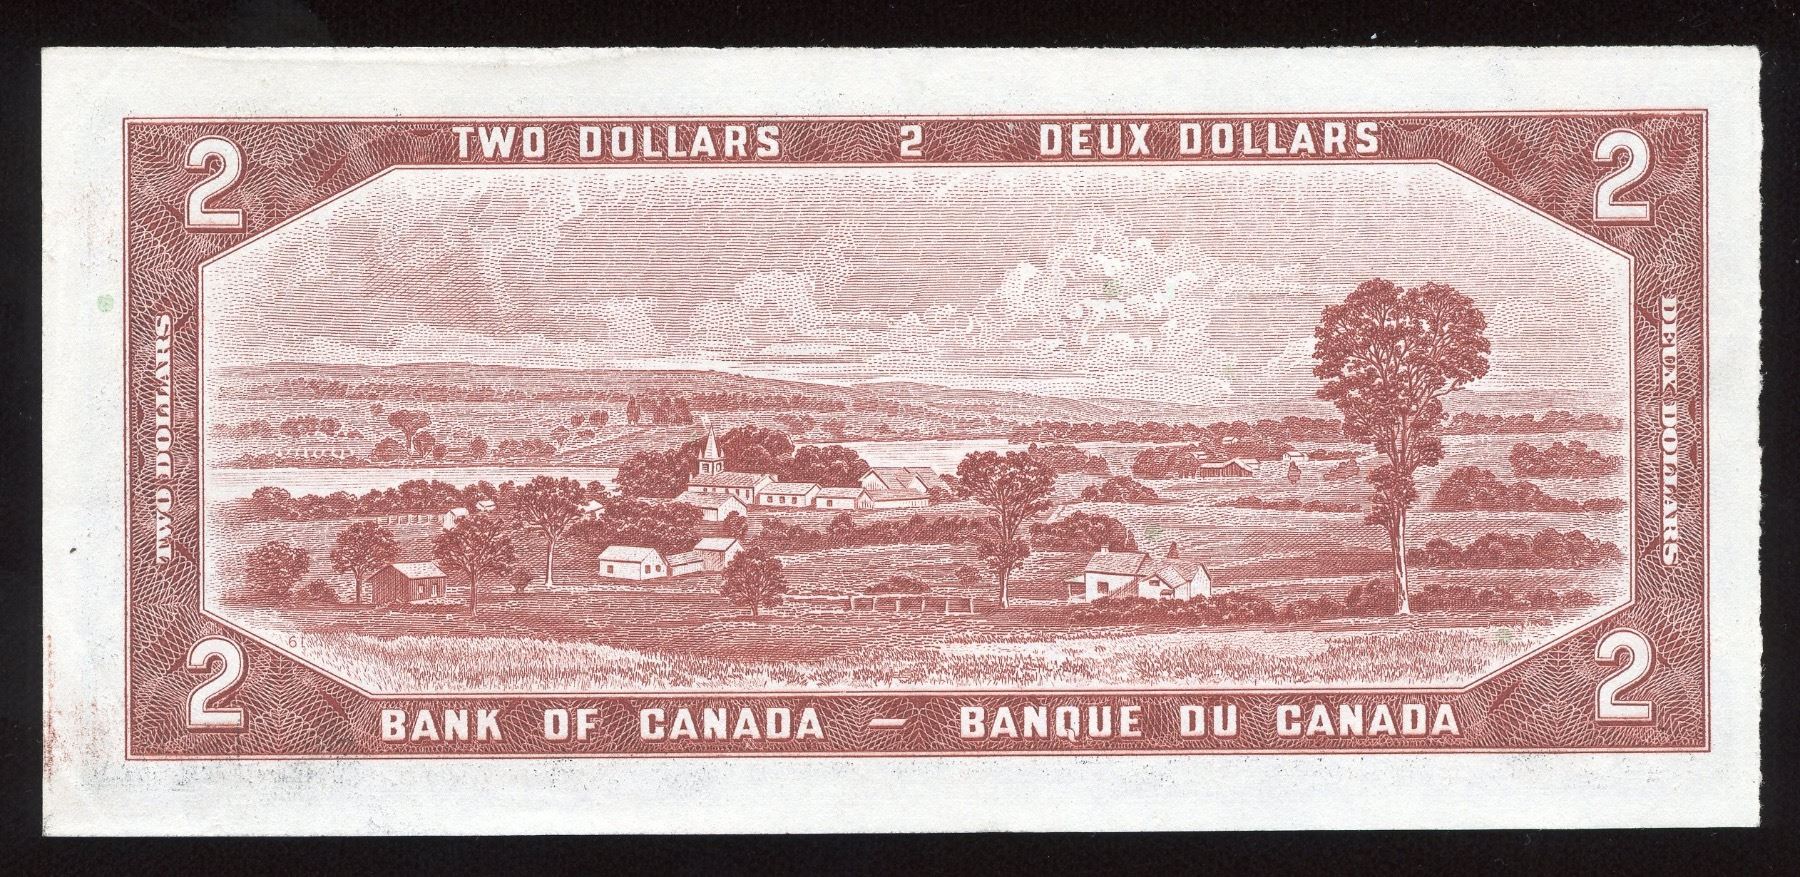 TWO DOLLARS 2 DEUX DOLLARS
2
2
TWO DOLLARS
DEUX DOLLARS
61
2
2
BANK OF CANADA – BANQUE DU CANADA